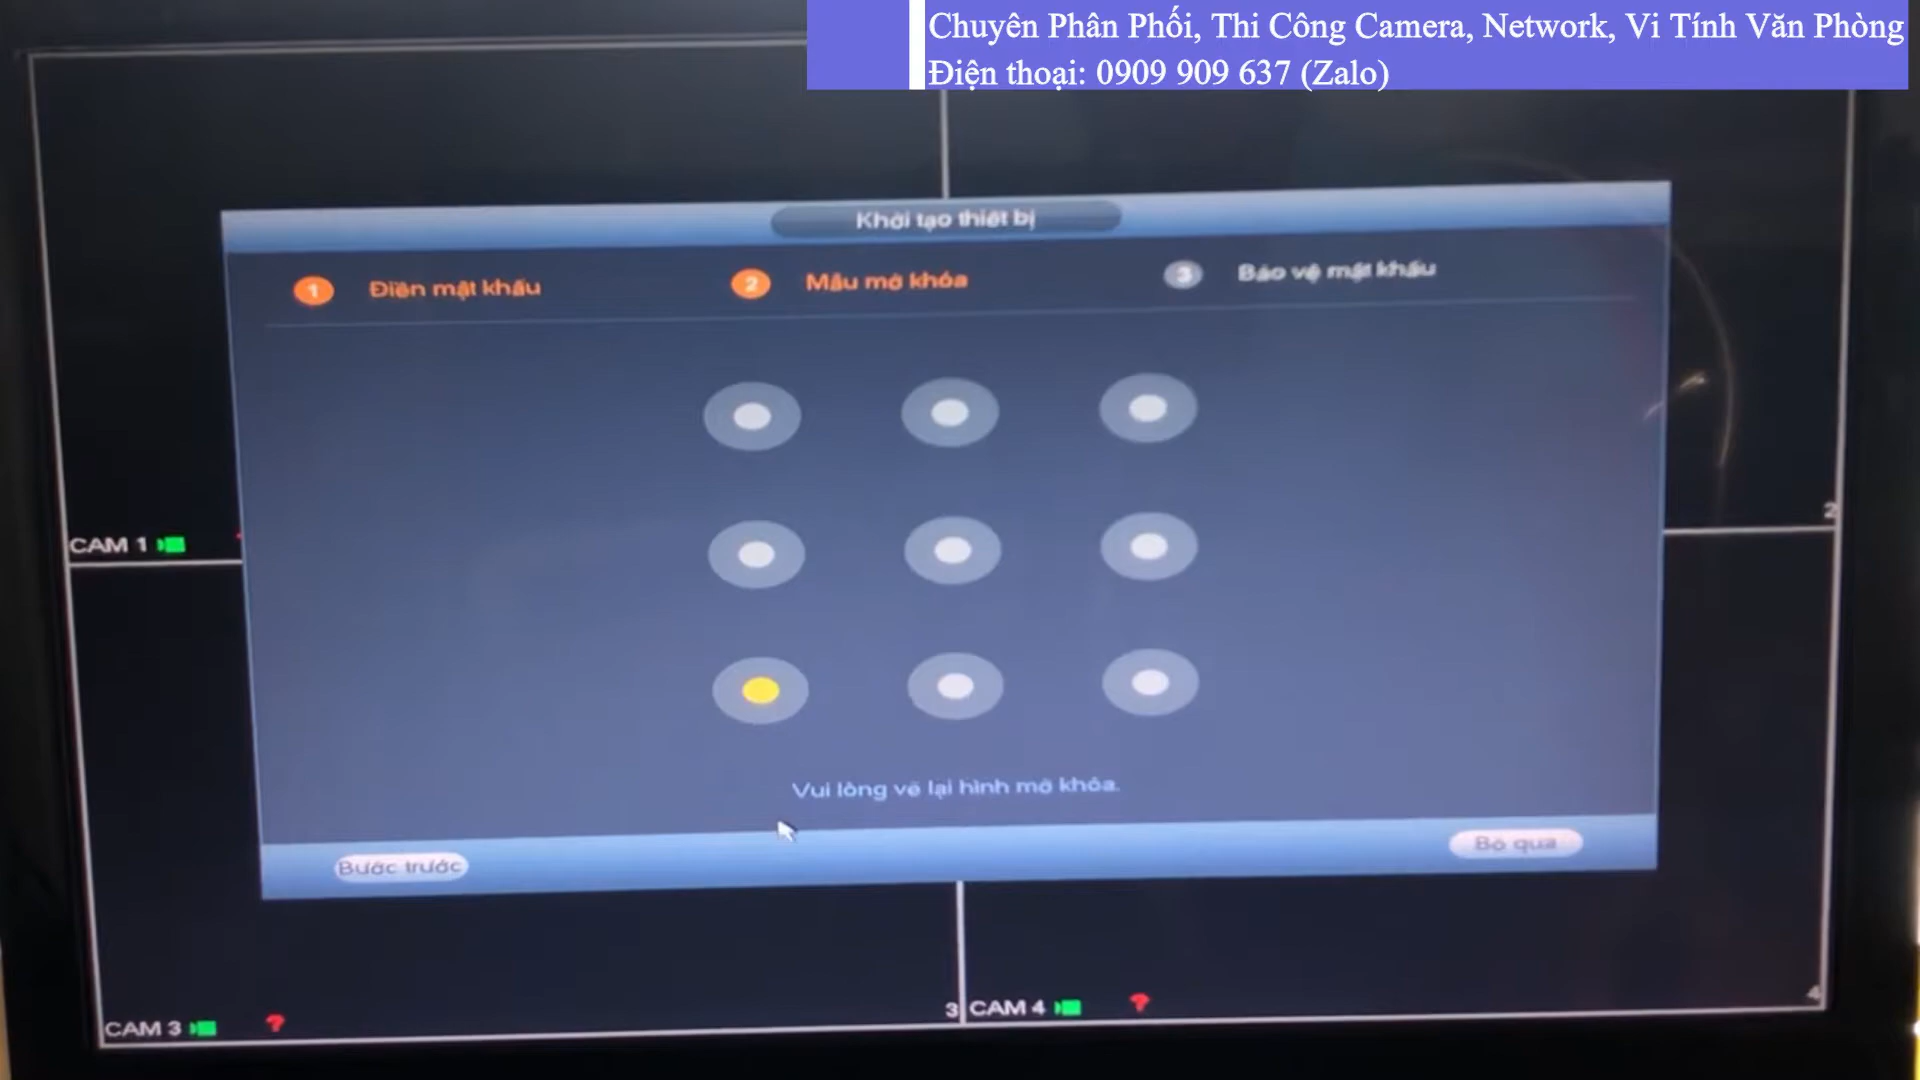 Chuyên Phân Phối, Thi Công Camera, Network, Vi Tính Văn Phòng
Điện thoại: 0909 909 637 (Zalo)
Khởi tạo thiết bị
1 Điền mật khẩu
2 Mẫu mở khóa
3 Bảo vệ mật khẩu
2
CAM 1
Vui lòng vẽ lại hình mở khóa.
Bước trước
Bỏ qua
CAM 3 ?
3
CAM 4 ?
4